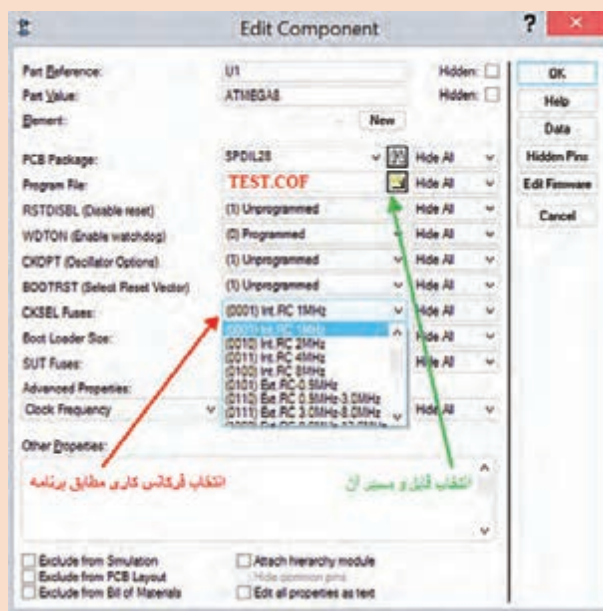 Edit Component
?
Part Reference: U1 Hidden:
Part Value: ATMEGA8 Hidden:
Element: New
PCB Package: SPDIL28 Hide All
Program File: TEST.COF Hide All
RSTDISBL (Disable reset) (1) Unprogrammed Hide All
WDTON (Enable watchdog) (0) Programmed Hide All
CKOPT (Oscillator Options) (1) Unprogrammed Hide All
BOOTRST (Select Reset Vector) (1) Unprogrammed Hide All
CKSEL Fuses: (0001) Int.RC 1MHz Hide All
(0001) Int.RC 1MHz
Boot Loader Size: (0010) Int.RC 2MHz Hide All
(0011) Int.RC 4MHz
SUT Fuses: (0100) Int.RC 8MHz Hide All
(0101) Ext.RC-0.9MHz
Advanced Properties: (0110) Ext.RC 0.9MHz-3.0MHz
Clock Frequency (0111) Ext.RC 3.0MHz-8.0MHz Hide All
Other Properties:
انتخاب فرکانس کاری مطابق برنامه
انتخاب فایل و مسیر آن
Exclude from Simulation Attach hierarchy module
Exclude from PCB Layout Hide common pins
Exclude from Bill of Materials Edit all properties as text
OK
Help
Data
Hidden Pins
Edit Firmware
Cancel